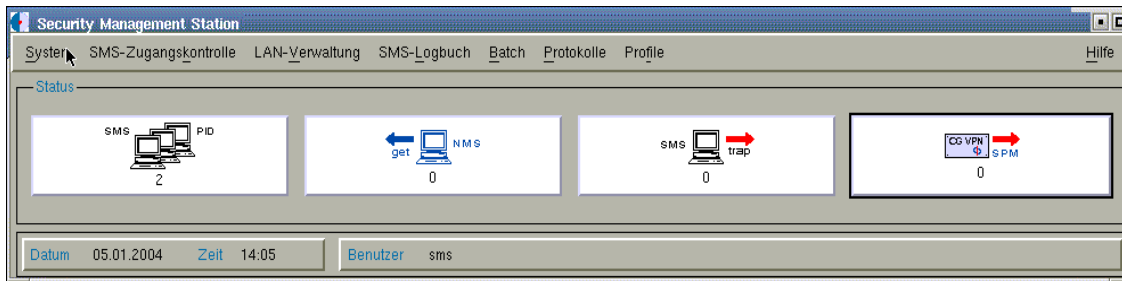 Security Management Station
System SMS-Zugangskontrolle LAN-Verwaltung SMS-Logbuch Batch Protokolle Profile Hilfe
Status
SMS PID
2
get NMS
0
SMS trap
0
CG VPN SPM
0
Datum 05.01.2004 Zeit 14:05 Benutzer sms